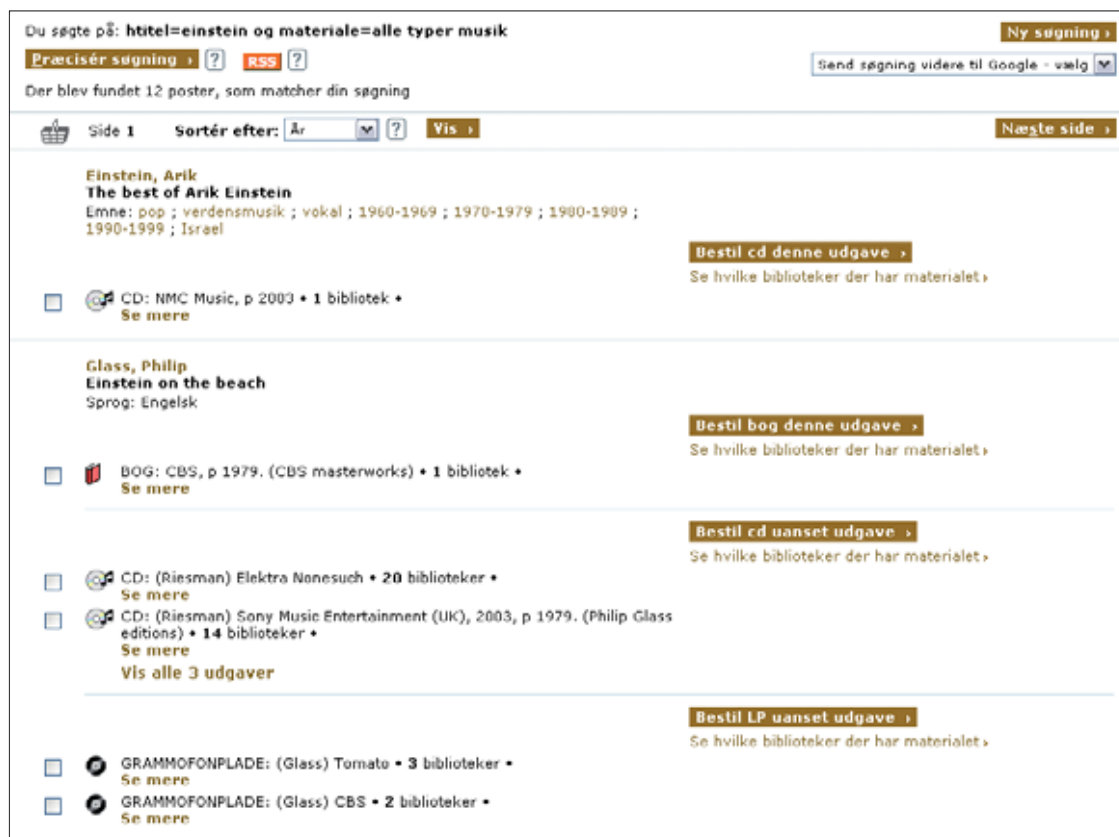 Du søgte på: htitel=einstein og materiale=alle typer musik
Ny søgning ›
Præcisér søgning › ? RSS ?
Send søgning videre til Google - vælg
Der blev fundet 12 poster, som matcher din søgning
Side 1 Sortér efter: År ? Vis ›
Næste side ›
Einstein, Arik
The best of Arik Einstein
Emne: pop ; verdensmusik ; vokal ; 1960-1969 ; 1970-1979 ; 1980-1989 ;
1990-1999 ; Israel
Bestil cd denne udgave ›
Se hvilke biblioteker der har materialet ›
CD: NMC Music, p 2003 • 1 bibliotek •
Se mere
Glass, Philip
Einstein on the beach
Sprog: Engelsk
Bestil bog denne udgave ›
Se hvilke biblioteker der har materialet ›
BOG: CBS, p 1979. (CBS masterworks) • 1 bibliotek •
Se mere
Bestil cd uanset udgave ›
Se hvilke biblioteker der har materialet ›
CD: (Riesman) Elektra Nonesuch • 20 biblioteker •
Se mere
CD: (Riesman) Sony Music Entertainment (UK), 2003, p 1979. (Philip Glass
editions) • 14 biblioteker •
Se mere
Vis alle 3 udgaver
Bestil LP uanset udgave ›
Se hvilke biblioteker der har materialet ›
GRAMMOFONPLADE: (Glass) Tomato • 3 biblioteker •
Se mere
GRAMMOFONPLADE: (Glass) CBS • 2 biblioteker •
Se mere